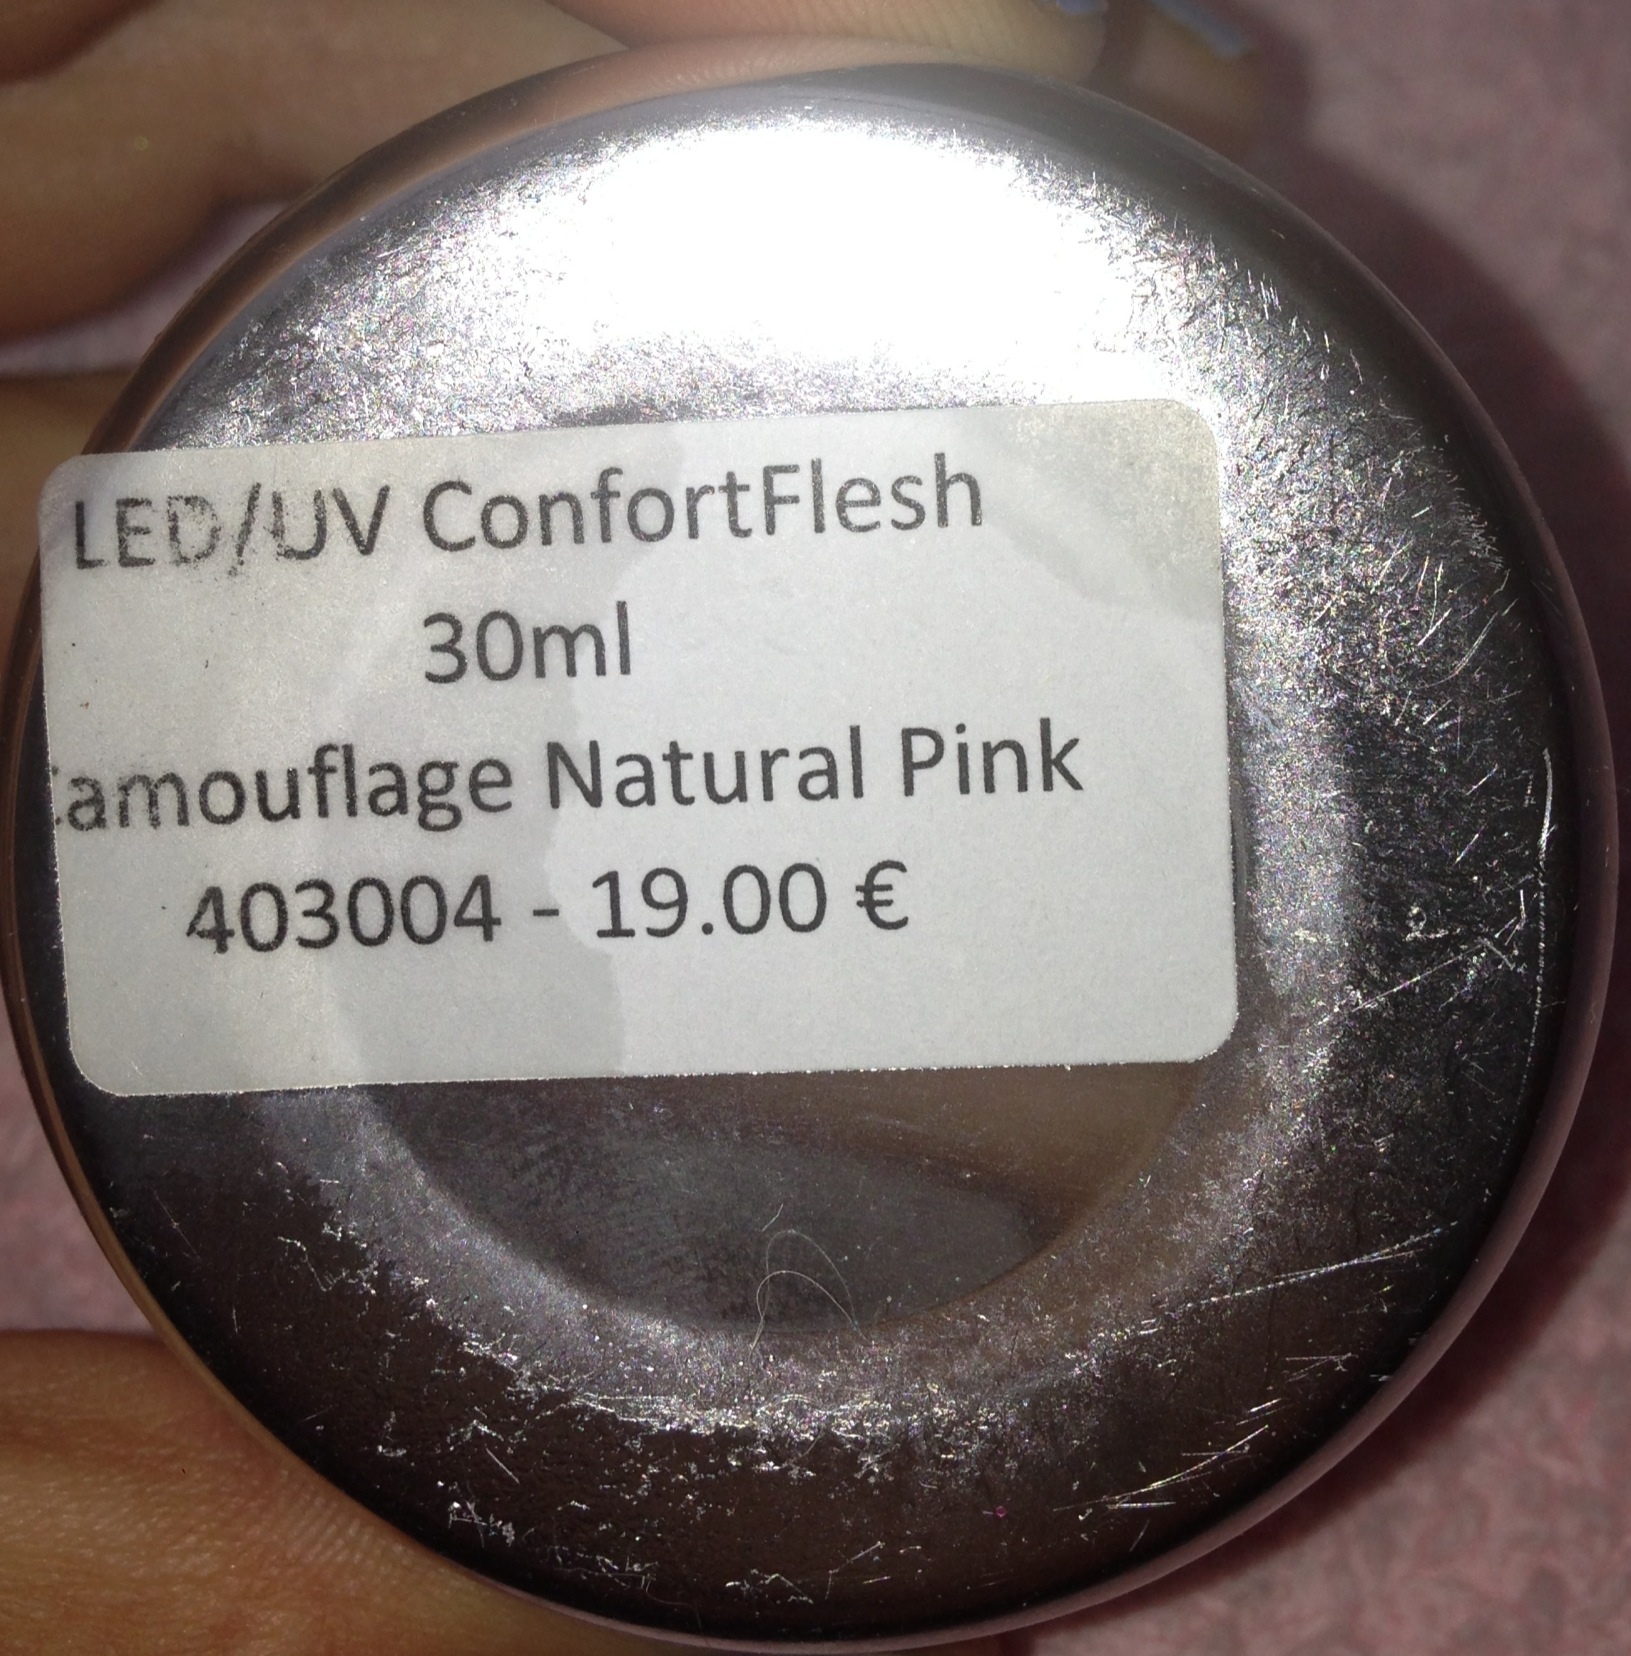 LED/UV ConfortFlesh
30ml
Camouflage Natural Pink
403004 - 19.00 €